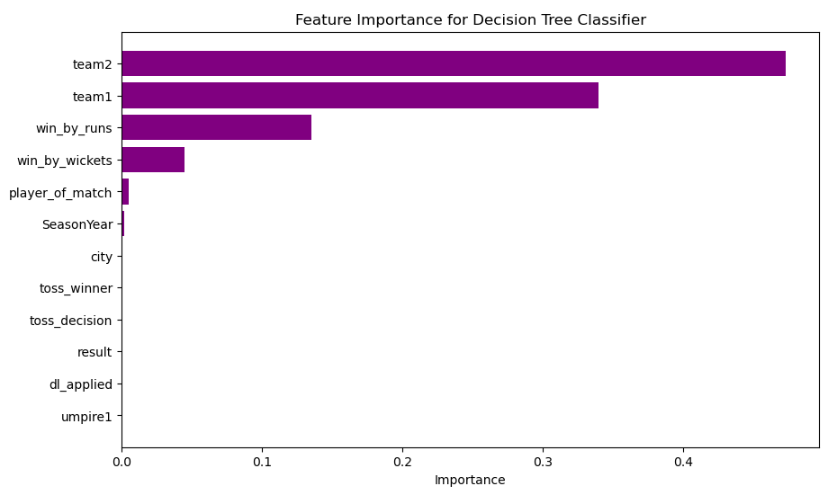 Feature Importance for Decision Tree Classifier
team2
team1
win_by_runs
win_by_wickets
player_of_match
SeasonYear
city
toss_winner
toss_decision
result
dl_applied
umpire1
0.0 0.1 0.2 0.3 0.4
Importance